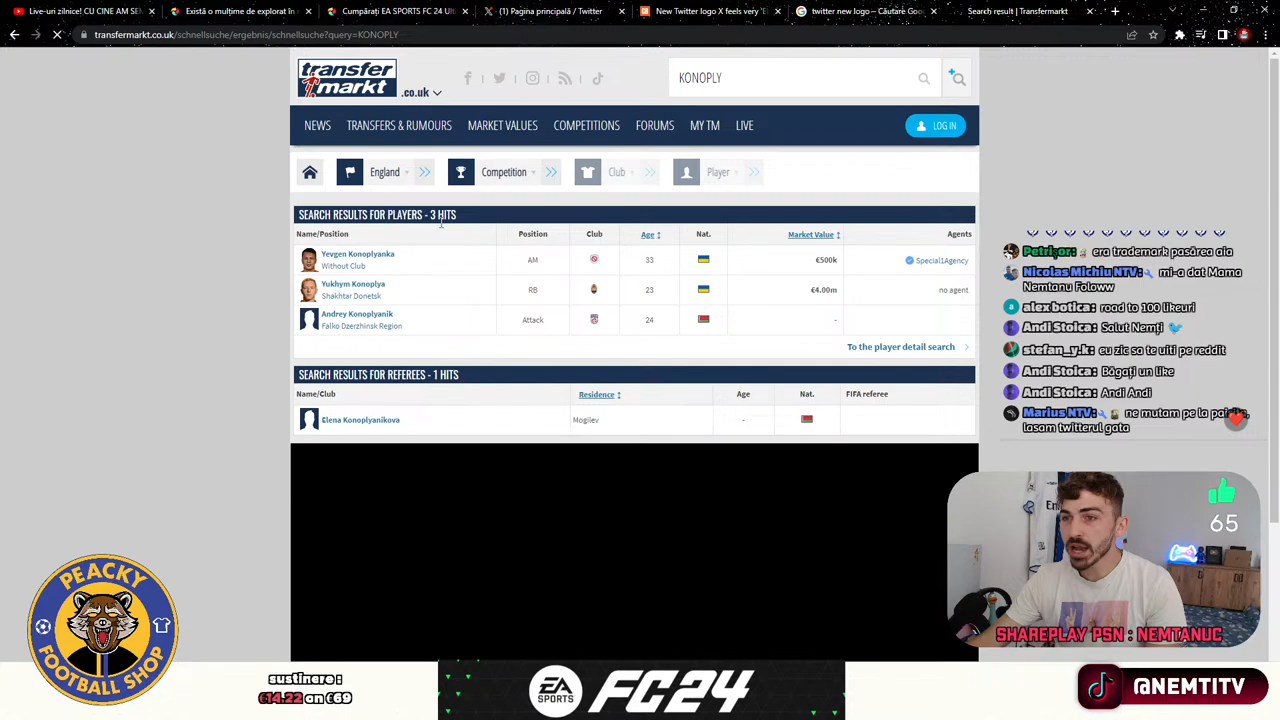 Live-uri zilnice! CU CINE AM SE
Există o mulțime de explorat în
Cumpărați EA SPORTS FC 24 Ult
(1) Pagina principală / Twitter
New Twitter logo X feels very 'E
twitter new logo – Căutare Goo
Search result | Transfermarkt
transfermarkt.co.uk/schnellsuche/ergebnis/schnellsuche?query=KONOPLY
transfer
markt
.co.uk
KONOPLY
NEWS
TRANSFERS & RUMOURS
MARKET VALUES
COMPETITIONS
FORUMS
MY TM
LIVE
LOG IN
England
Competition
Club
Player
SEARCH RESULTS FOR PLAYERS - 3 HITS
Name/Position Position Club Age Nat. Market Value Agents
Yevgen Konoplyanka AM 33 €500k Special1Agency
Without Club
Yukhym Konoplya RB 23 €4.00m no agent
Shakhtar Donetsk
Andrey Konoplyanik Attack 24 -
Falko Dzerzhinsk Region
To the player detail search
SEARCH RESULTS FOR REFEREES - 1 HITS
Name/Club Residence Age Nat. FIFA referee
Elena Konoplyanikova Mogilev -
Petrișor: era trademark pasărea aia
Nicolas Michiu NTV: mi-a dat Mama
Nemtanu Foloww
alexbotica: road to 100 likeuri
Andi Stoica: Salut Nemți
stefan_y.k: eu zic sa te uiti pe reddit
Andi Stoica: Băgați un like
Andi Stoica: Andi Andi
Marius NTV: ne mutam pe la
lasam twitterul gata
65
SHAREPLAY PSN : NEMTANUC
PEACKY
FOOTBALL SHOP
sustinere :
€14.22 on €69
EA
SPORTS
FC24
@NEMTITV